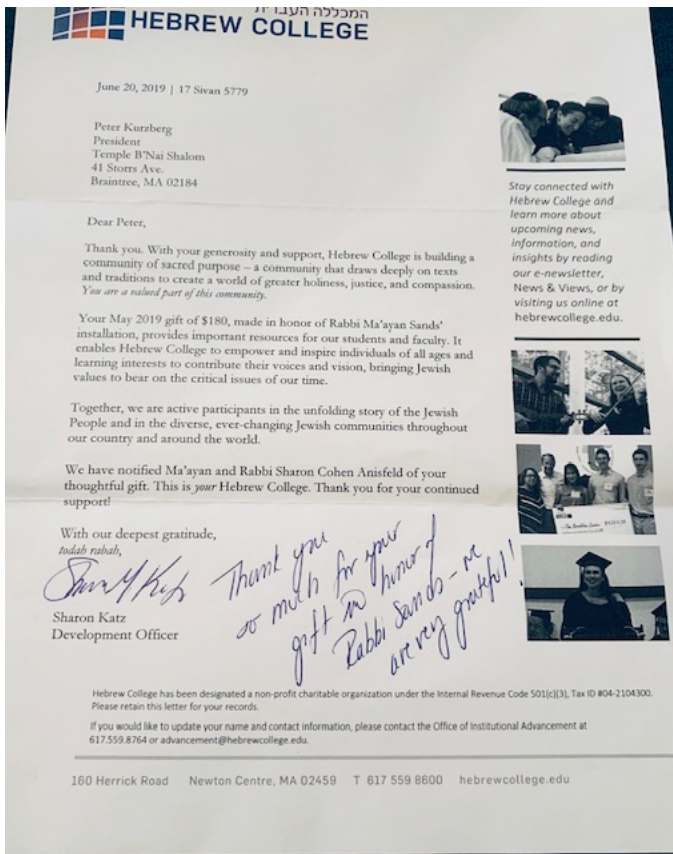 המכללה העברית
HEBREW COLLEGE
June 20, 2019 | 17 Sivan 5779
Peter Kurzberg
President
Temple B'Nai Shalom
41 Storrs Ave.
Braintree, MA 02184
Dear Peter,
Thank you. With your generosity and support, Hebrew College is building a
community of sacred purpose – a community that draws deeply on texts
and traditions to create a world of greater holiness, justice, and compassion.
You are a valued part of this community.
Your May 2019 gift of $180, made in honor of Rabbi Ma'ayan Sands'
installation, provides important resources for our students and faculty. It
enables Hebrew College to empower and inspire individuals of all ages and
learning interests to contribute their voices and vision, bringing Jewish
values to bear on the critical issues of our time.
Together, we are active participants in the unfolding story of the Jewish
People and in the diverse, ever-changing Jewish communities throughout
our country and around the world.
We have notified Ma'ayan and Rabbi Sharon Cohen Anisfeld of your
thoughtful gift. This is your Hebrew College. Thank you for your continued
support!
With our deepest gratitude,
todah rabah,
Sharon Katz
Development Officer
Thank you
so much for your
gift in honor of
Rabbi Sands - we
are very grateful!
Stay connected with
Hebrew College and
learn more about
upcoming news,
information, and
insights by reading
our e-newsletter,
News & Views, or by
visiting us online at
hebrewcollege.edu.
Hebrew College has been designated a non-profit charitable organization under the Internal Revenue Code 501(c)(3), Tax ID #04-2104300.
Please retain this letter for your records.
If you would like to update your name and contact information, please contact the Office of Institutional Advancement at
617.559.8764 or advancement@hebrewcollege.edu.
160 Herrick Road Newton Centre, MA 02459 T 617 559 8600 hebrewcollege.edu